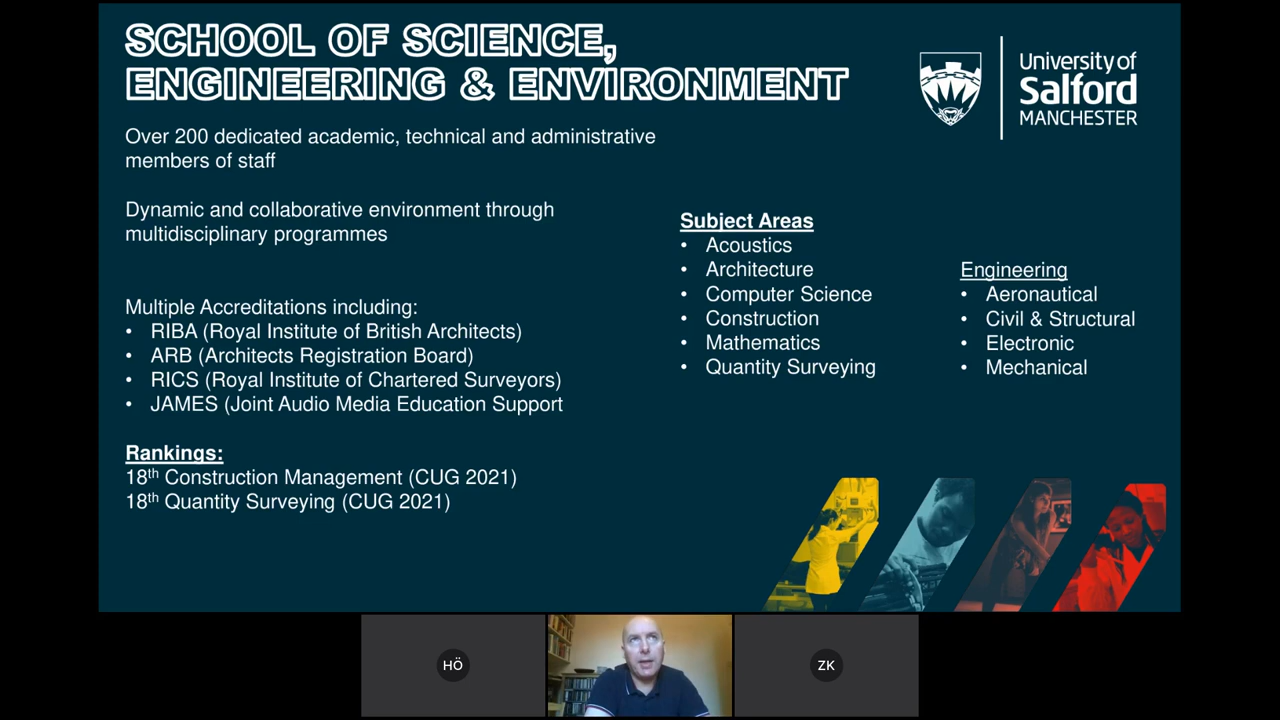 SCHOOL OF SCIENCE,
ENGINEERING & ENVIRONMENT
University of
Salford
MANCHESTER
Over 200 dedicated academic, technical and administrative
members of staff
Dynamic and collaborative environment through
multidisciplinary programmes
Multiple Accreditations including:
• RIBA (Royal Institute of British Architects)
• ARB (Architects Registration Board)
• RICS (Royal Institute of Chartered Surveyors)
• JAMES (Joint Audio Media Education Support
Rankings:
18th Construction Management (CUG 2021)
18th Quantity Surveying (CUG 2021)
Subject Areas
• Acoustics
• Architecture
• Computer Science
• Construction
• Mathematics
• Quantity Surveying
Engineering
• Aeronautical
• Civil & Structural
• Electronic
• Mechanical
HÖ
ZK